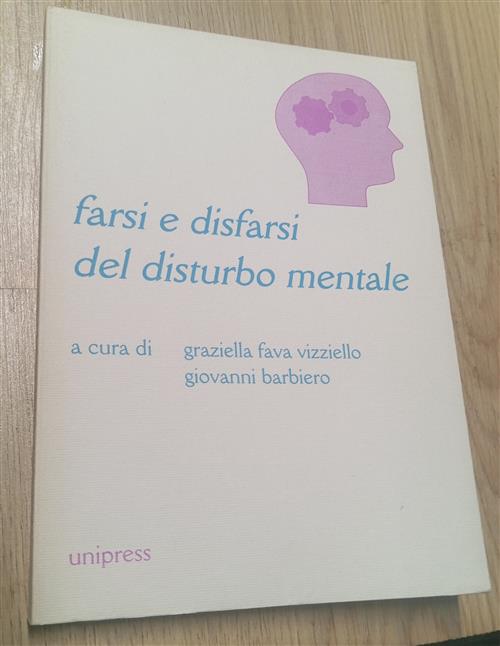 farsi e disfarsi
del disturbo mentale
a cura di graziella fava vizziello
giovanni barbiero
unipress